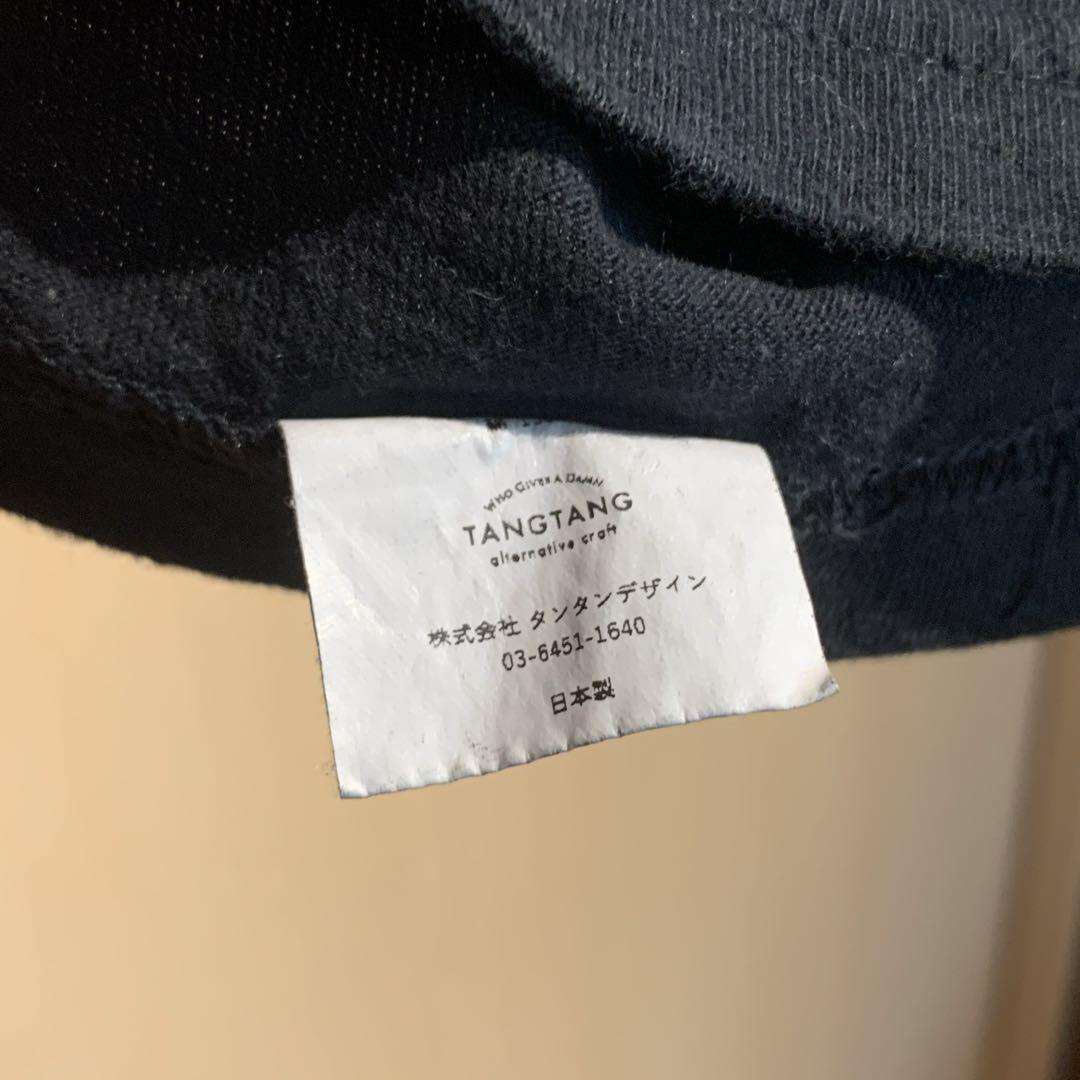 WHO GIVES A DAMN
TANGTANG
alternative craft
株式会社 タンタンデザイン
03-6451-1640
日本製